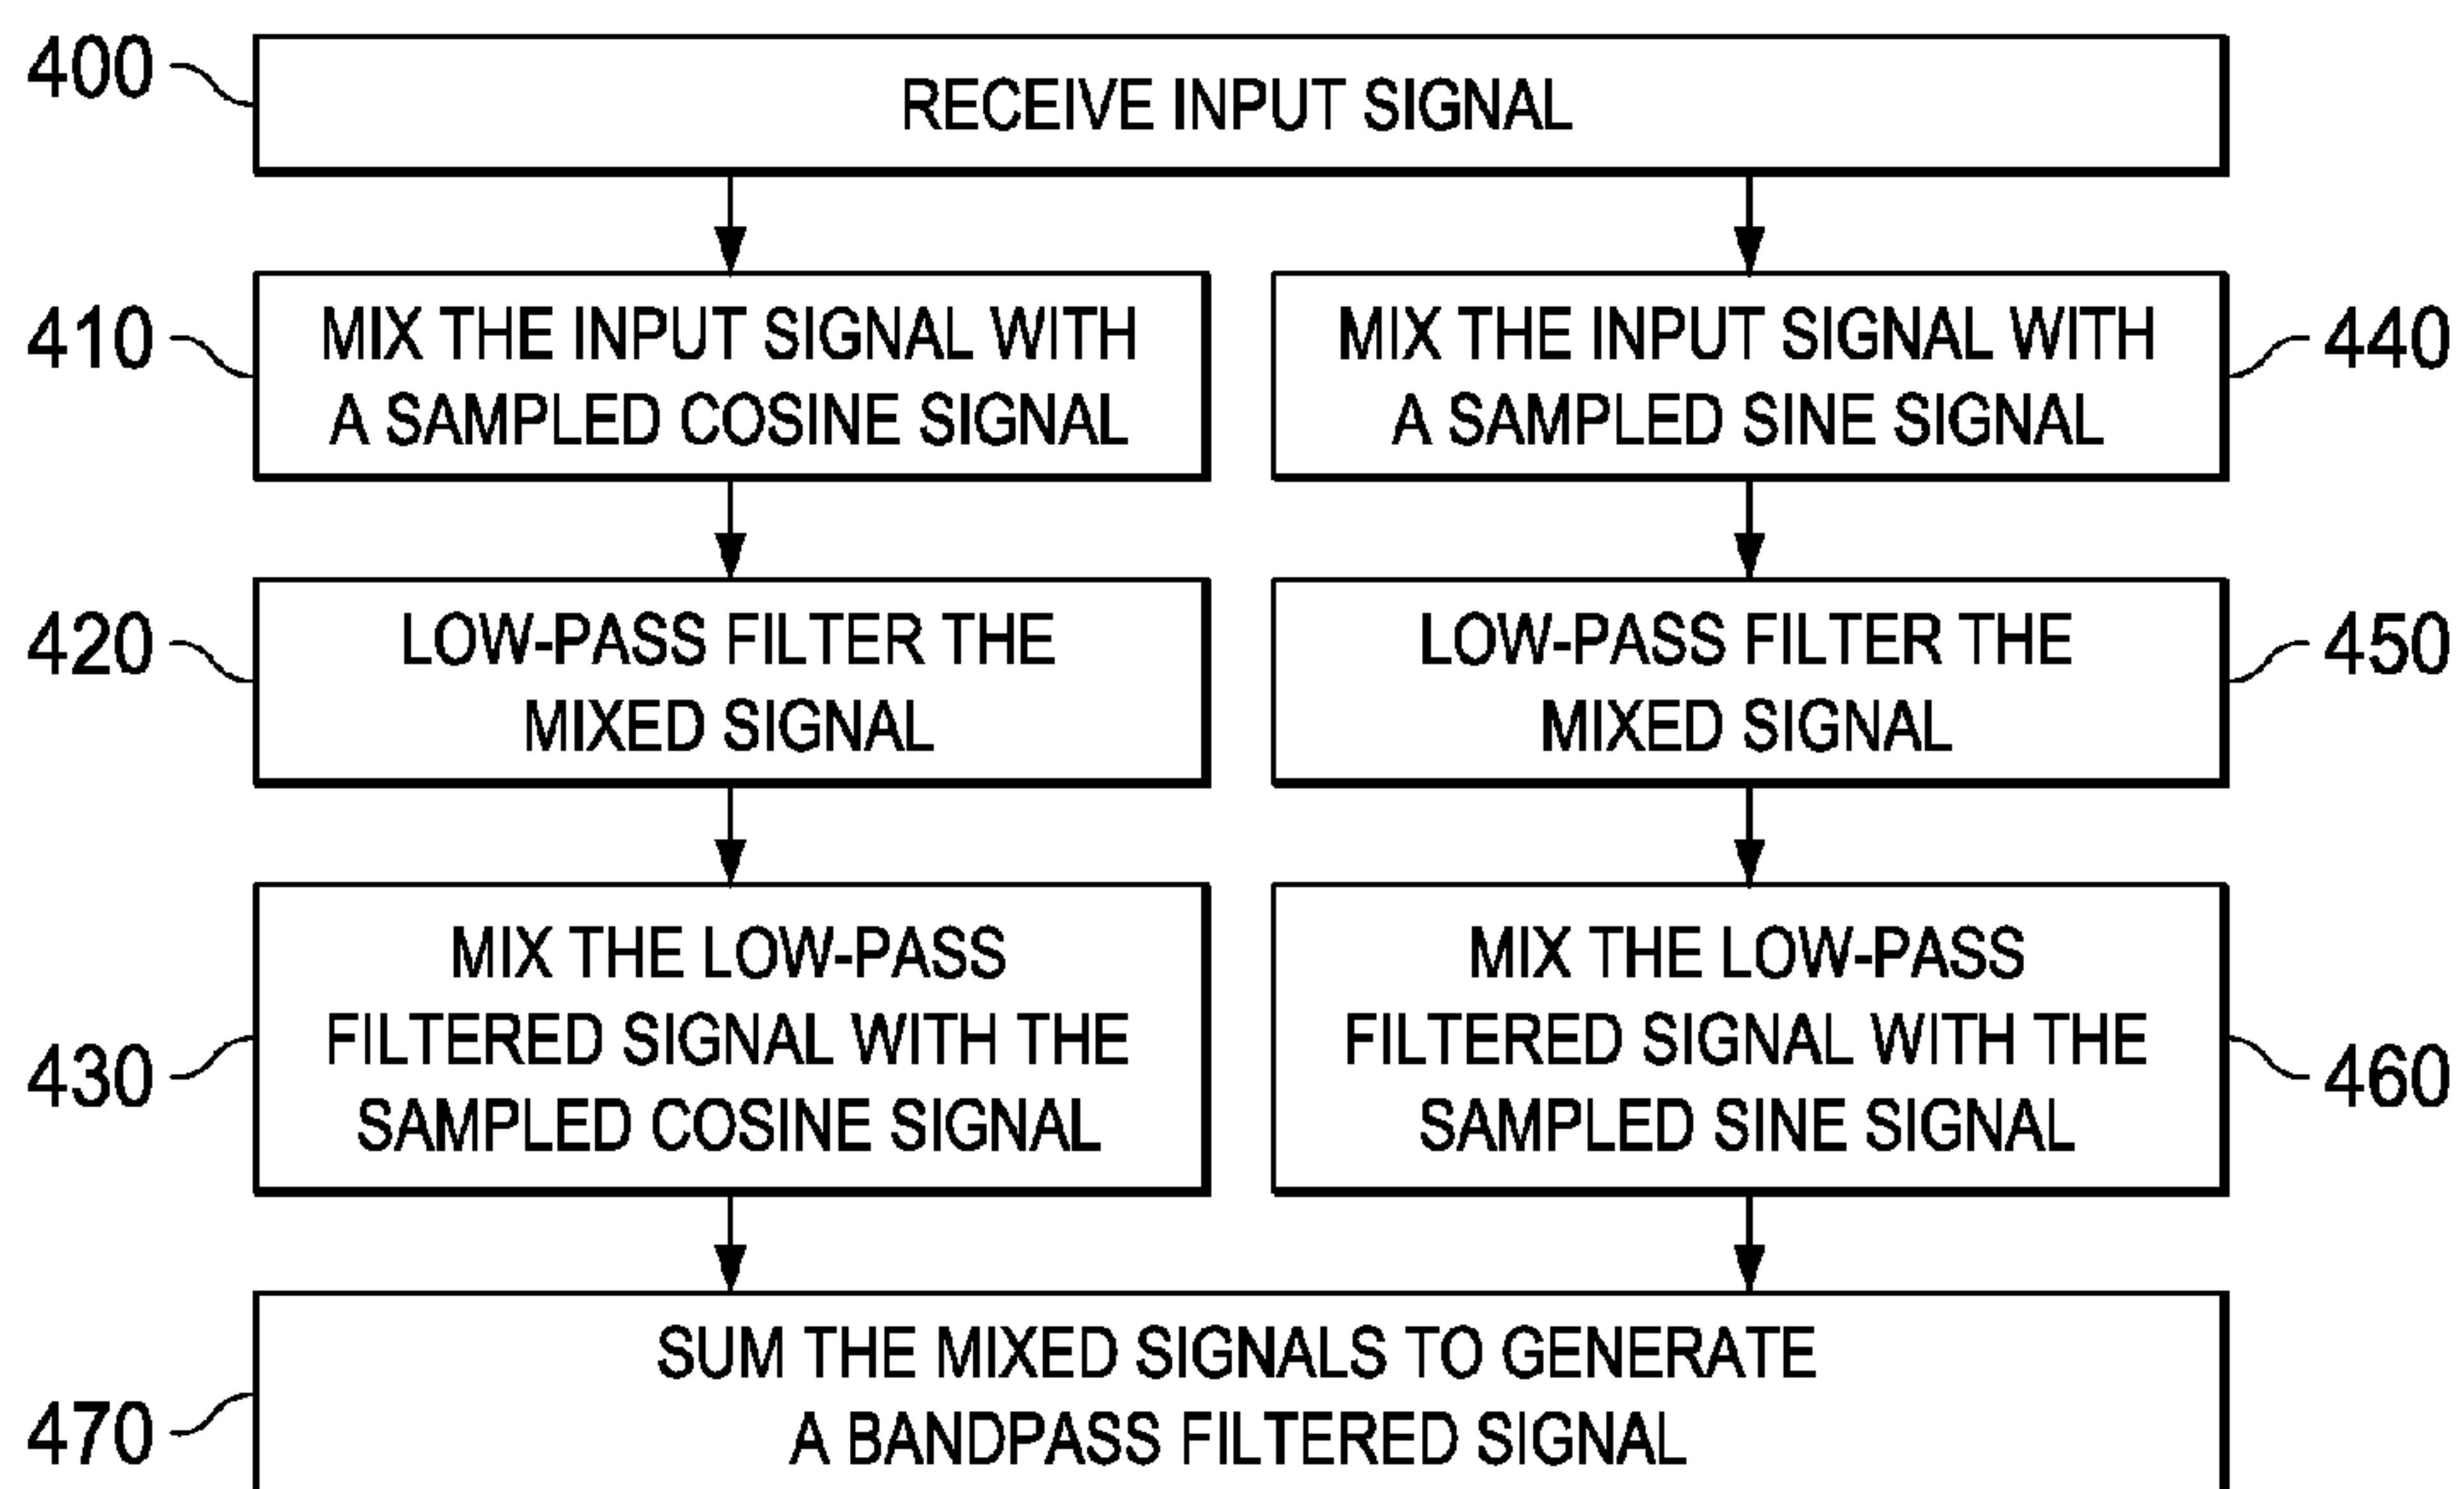 400
RECEIVE INPUT SIGNAL
410
MIX THE INPUT SIGNAL WITH
A SAMPLED COSINE SIGNAL
MIX THE INPUT SIGNAL WITH
A SAMPLED SINE SIGNAL
440
420
LOW-PASS FILTER THE
MIXED SIGNAL
LOW-PASS FILTER THE
MIXED SIGNAL
450
430
MIX THE LOW-PASS
FILTERED SIGNAL WITH THE
SAMPLED COSINE SIGNAL
MIX THE LOW-PASS
FILTERED SIGNAL WITH THE
SAMPLED SINE SIGNAL
460
470
SUM THE MIXED SIGNALS TO GENERATE
A BANDPASS FILTERED SIGNAL